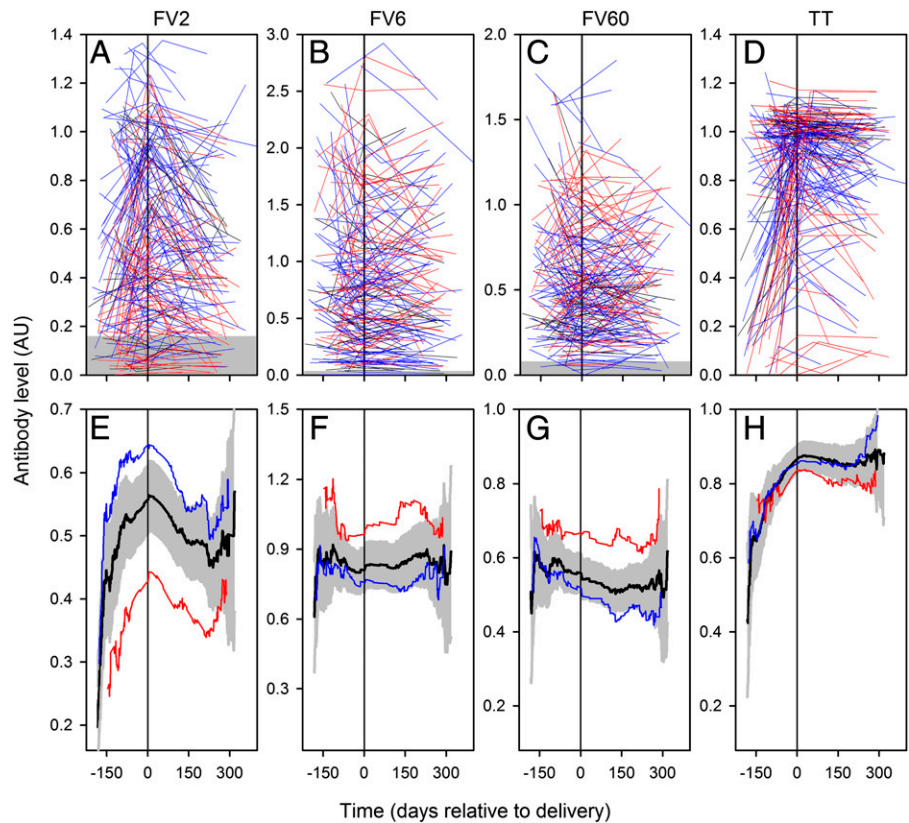 FV2 FV6 FV60 TT
A B C D
1.4 3.0 2.0 1.4
1.2 2.5 1.2
1.0 1.5 1.0
2.0
0.8 0.8
1.5 1.0
0.6 0.6
1.0
0.4 0.4
0.5
0.2 0.5 0.2
0.0 0.0 0.0 0.0
Antibody level (AU)
E F G H
0.7 1.5 1.0 1.0
0.6 1.2
0.8 0.8
0.5
0.9
0.4 0.6 0.6
0.6
0.3 0.4 0.4
0.3
0.2 0.2 0.2
-150 0 150 300 -150 0 150 300 -150 0 150 300 -150 0 150 300
Time (days relative to delivery)